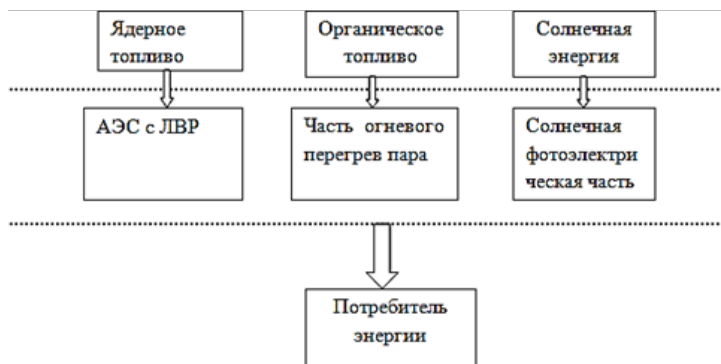 Ядерное
топливо
Органическое
топливо
Солнечная
энергия
АЭС с ЛВР
Часть огневого
перегрев пара
Солнечная
фотоэлектри
ческая часть
Потребитель
энергии